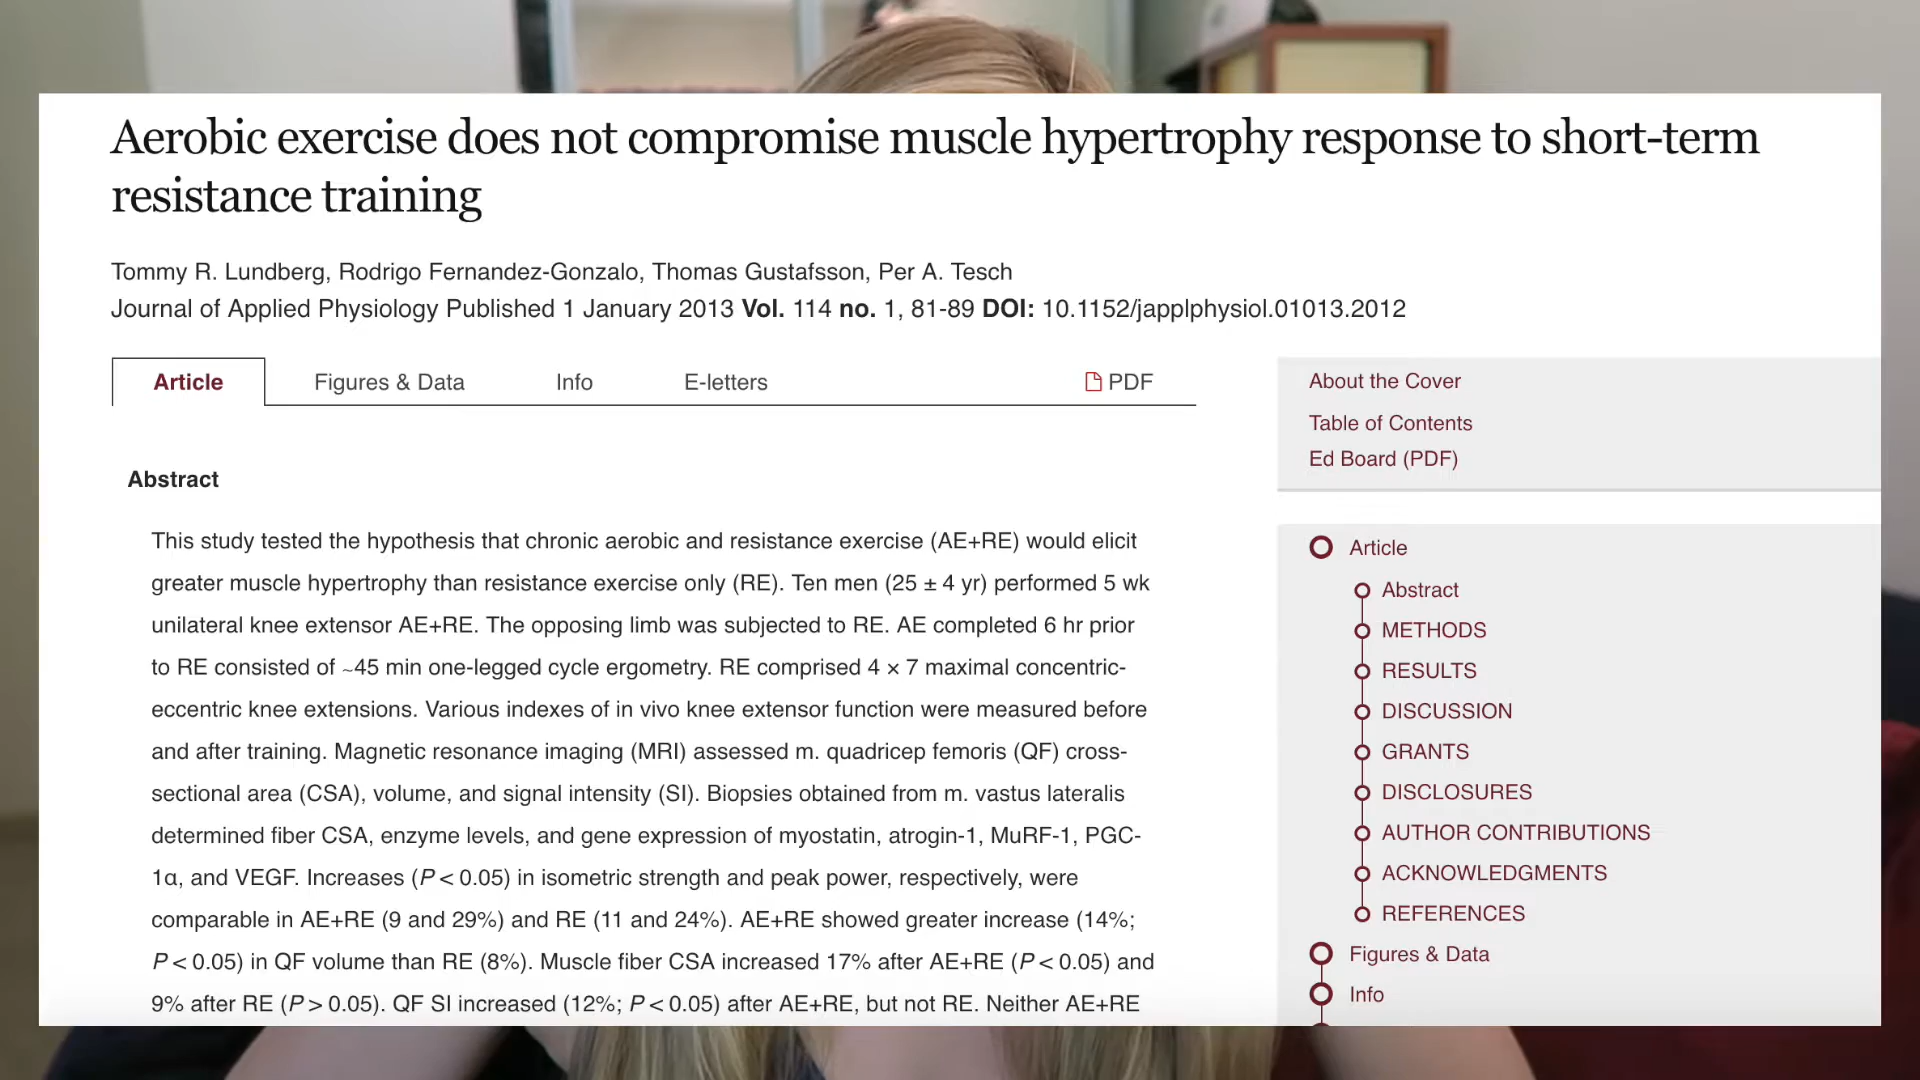 Aerobic exercise does not compromise muscle hypertrophy response to short-term
resistance training
Tommy R. Lundberg, Rodrigo Fernandez-Gonzalo, Thomas Gustafsson, Per A. Tesch
Journal of Applied Physiology Published 1 January 2013 Vol. 114 no. 1, 81-89 DOI: 10.1152/japplphysiol.01013.2012
Article
Figures & Data
Info
E-letters
PDF
Abstract
This study tested the hypothesis that chronic aerobic and resistance exercise (AE+RE) would elicit
greater muscle hypertrophy than resistance exercise only (RE). Ten men (25 ± 4 yr) performed 5 wk
unilateral knee extensor AE+RE. The opposing limb was subjected to RE. AE completed 6 hr prior
to RE consisted of ~45 min one-legged cycle ergometry. RE comprised 4 × 7 maximal concentric-
eccentric knee extensions. Various indexes of in vivo knee extensor function were measured before
and after training. Magnetic resonance imaging (MRI) assessed m. quadricep femoris (QF) cross-
sectional area (CSA), volume, and signal intensity (SI). Biopsies obtained from m. vastus lateralis
determined fiber CSA, enzyme levels, and gene expression of myostatin, atrogin-1, MuRF-1, PGC-
1α, and VEGF. Increases (P < 0.05) in isometric strength and peak power, respectively, were
comparable in AE+RE (9 and 29%) and RE (11 and 24%). AE+RE showed greater increase (14%;
P < 0.05) in QF volume than RE (8%). Muscle fiber CSA increased 17% after AE+RE (P < 0.05) and
9% after RE (P > 0.05). QF SI increased (12%; P < 0.05) after AE+RE, but not RE. Neither AE+RE
About the Cover
Table of Contents
Ed Board (PDF)
Article
Abstract
METHODS
RESULTS
DISCUSSION
GRANTS
DISCLOSURES
AUTHOR CONTRIBUTIONS
ACKNOWLEDGMENTS
REFERENCES
Figures & Data
Info